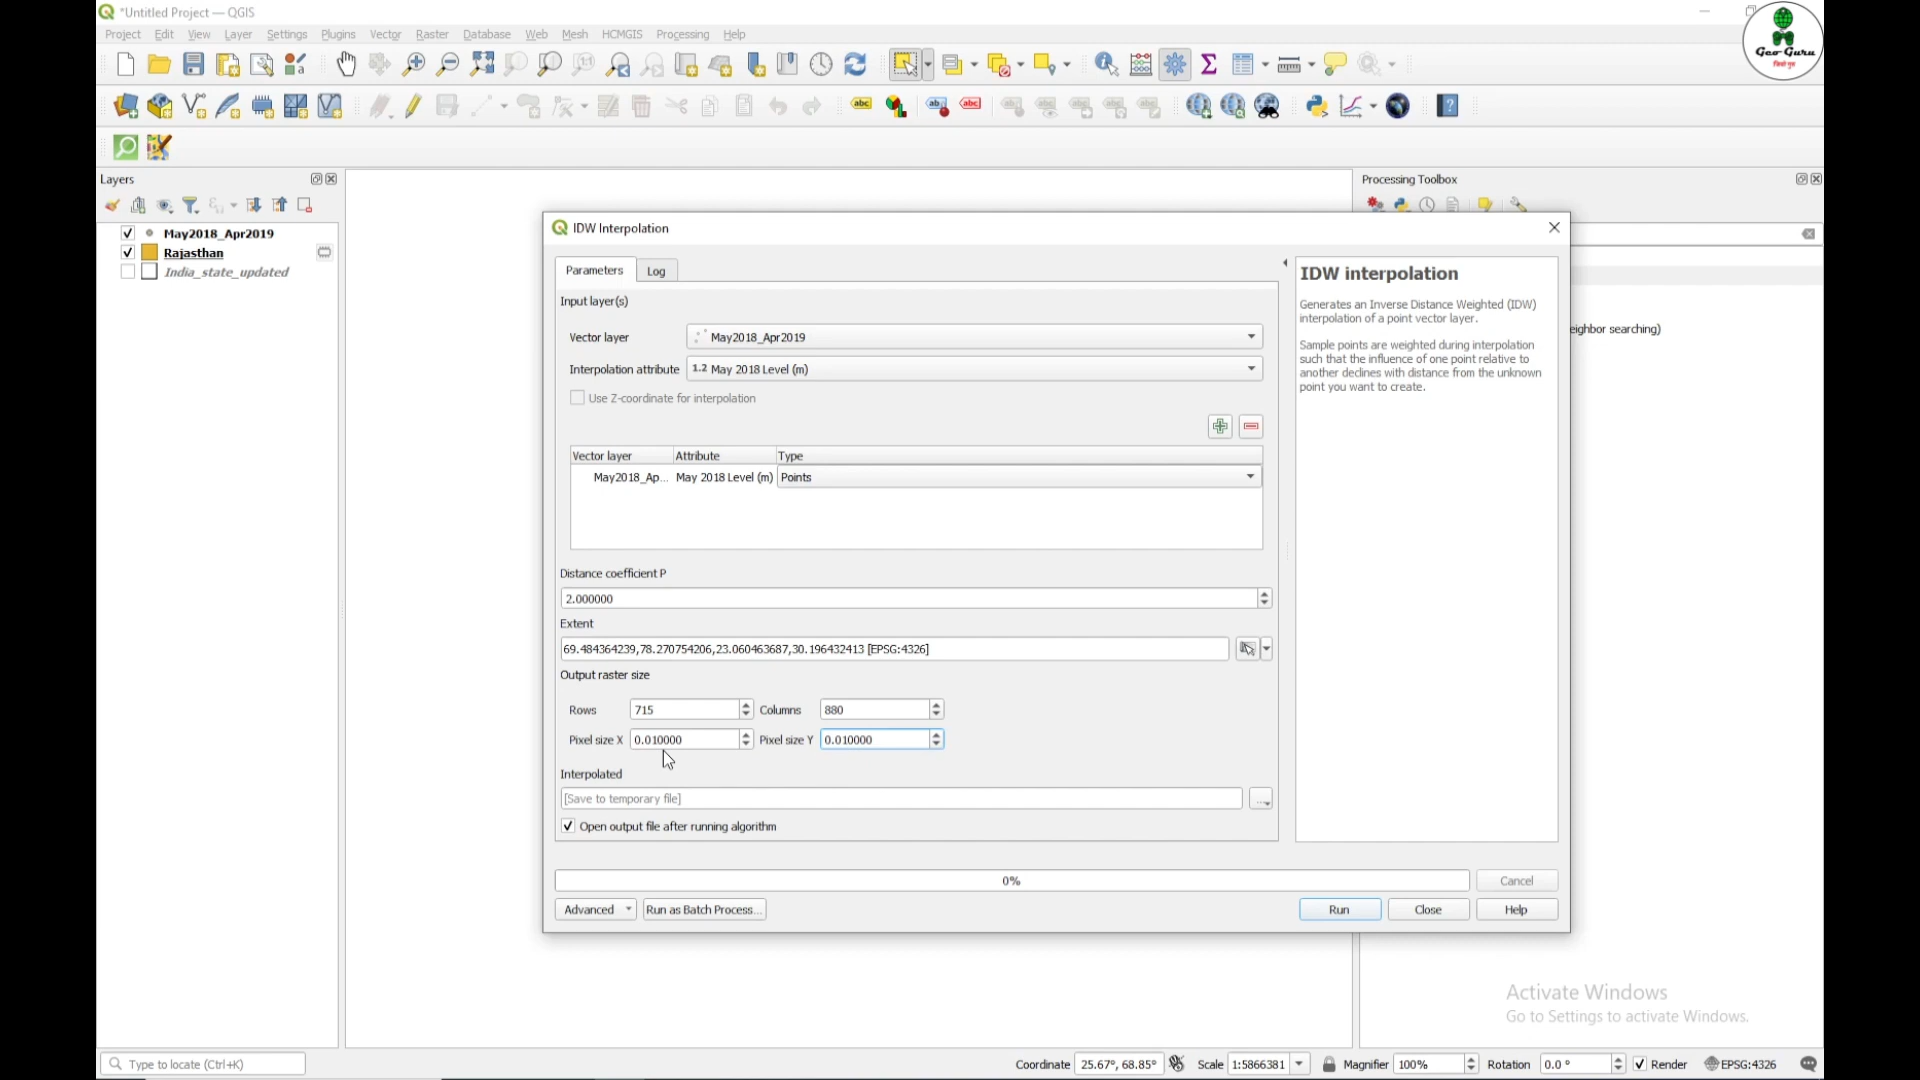 *Untitled Project — QGIS
Project Edit View Layer Settings Plugins Vector Raster Database Web Mesh HCMGIS Processing Help
Geo Guru
abc abc abc
Layers
Processing Toolbox
May2018_Apr2019
Rajasthan
India_state_updated
IDW Interpolation
Parameters Log
Input layer(s)
Vector layer May2018_Apr2019
Interpolation attribute 1.2 May 2018 Level (m)
Use Z-coordinate for interpolation
Vector layer Attribute Type
May2018_Ap... May 2018 Level (m) Points
Distance coefficient P
2.000000
Extent
69.484364239,78.270754206,23.060463687,30.196432413 [EPSG:4326]
Output raster size
Rows 715 Columns 880
Pixel size X 0.010000 Pixel size Y 0.010000
Interpolated
[Save to temporary file]
...
Open output file after running algorithm
IDW interpolation
Generates an Inverse Distance Weighted (IDW)
interpolation of a point vector layer.
Sample points are weighted during interpolation
such that the influence of one point relative to
another declines with distance from the unknown
point you want to create.
eighbor searching)
0%
Cancel
Advanced Run as Batch Process... Run Close Help
Activate Windows
Go to Settings to activate Windows.
Type to locate (Ctrl+K) Coordinate 25.67°, 68.85° Scale 1:5866381 Magnifier 100% Rotation 0.0 ° Render EPSG:4326